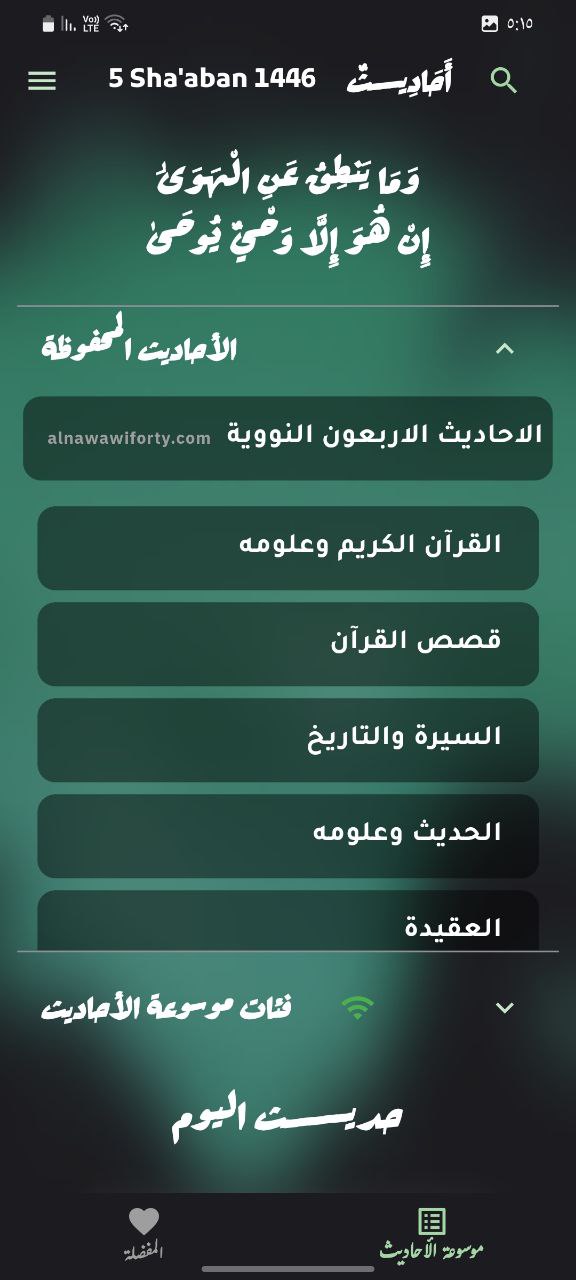 ٥:١٥
Vo))
LTE
5 Sha'aban 1446 أَحَادِيثٌ
وَمَا يَنْطِقُ عَنِ الْهَوَىٰ
إِنْ هُوَ إِلَّا وَحْيٌ يُوحَىٰ
الأحاديث المحفوظة
الاحاديث الاربعون النووية alnawawiforty.com
القرآن الكريم وعلومه
قصص القرآن
السيرة والتاريخ
الحديث وعلومه
العقيدة
فئات موسوعة الأحاديث
حديث اليوم
موسوعة الأحاديث
المفضلة